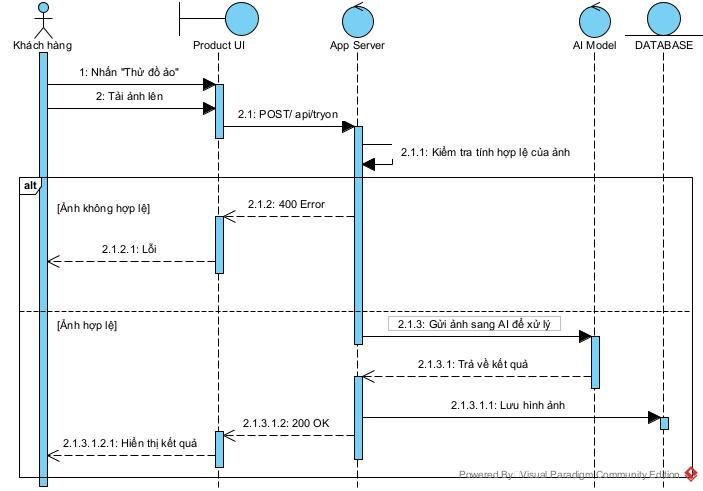 Khách hàng
Product UI
App Server
AI Model
DATABASE
1: Nhấn "Thử đồ ảo"
2: Tải ảnh lên
2.1: POST/ api/tryon
2.1.1: Kiểm tra tính hợp lệ của ảnh
alt
[Ảnh không hợp lệ]
2.1.2: 400 Error
2.1.2.1: Lỗi
[Ảnh hợp lệ]
2.1.3: Gửi ảnh sang AI để xử lý
2.1.3.1: Trả về kết quả
2.1.3.1.1: Lưu hình ảnh
2.1.3.1.2: 200 OK
2.1.3.1.2.1: Hiển thị kết quả
Powered By: Visual Paradigm Community Edition